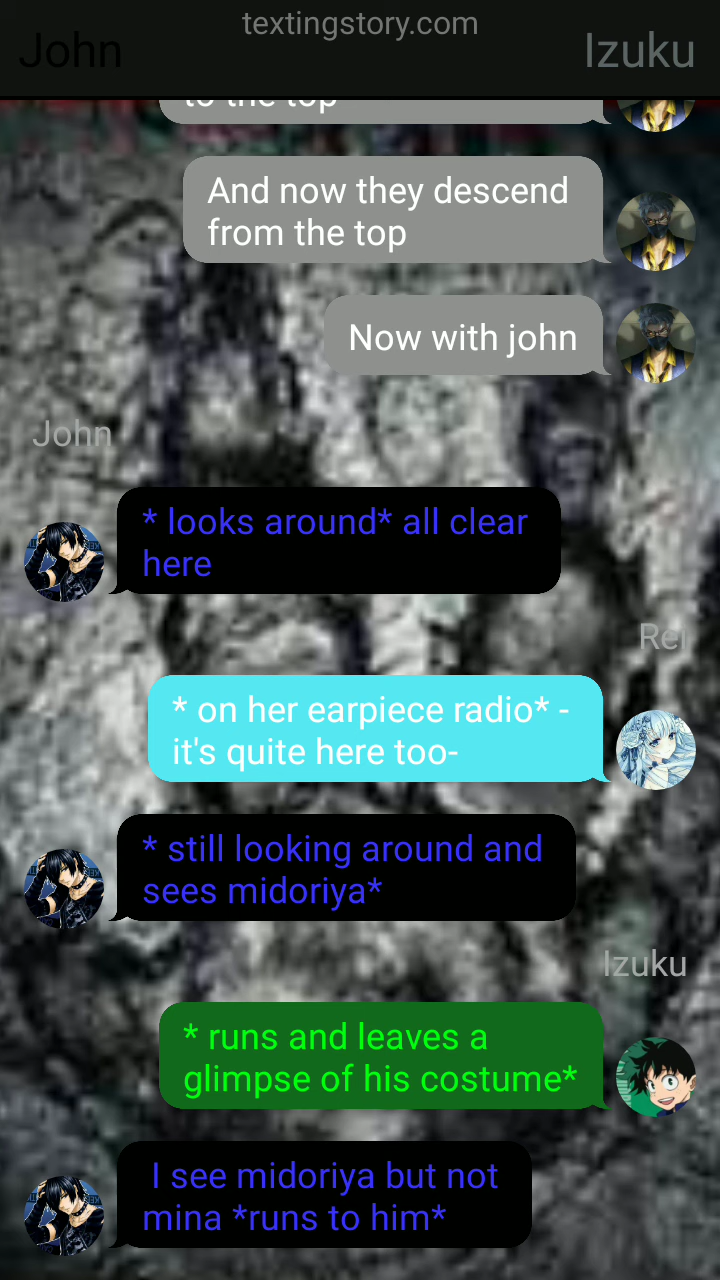 textingstory.com
John
Izuku
to the top
And now they descend
from the top
Now with john
John
* looks around* all clear
here
Rei
* on her earpiece radio* -
it's quite here too-
* still looking around and
sees midoriya*
Izuku
* runs and leaves a
glimpse of his costume*
I see midoriya but not
mina *runs to him*